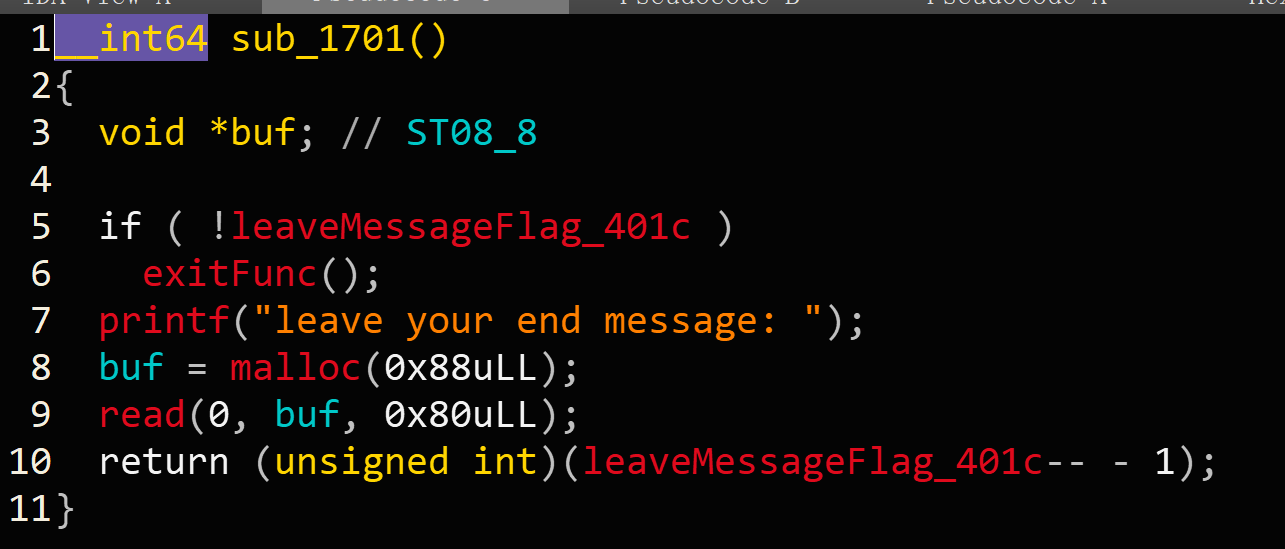 1 __int64 sub_1701()
2 {
3 void *buf; // ST08_8
4
5 if ( !leaveMessageFlag_401c )
6 exitFunc();
7 printf("leave your end message: ");
8 buf = malloc(0x88uLL);
9 read(0, buf, 0x80uLL);
10 return (unsigned int)(leaveMessageFlag_401c-- - 1);
11 }